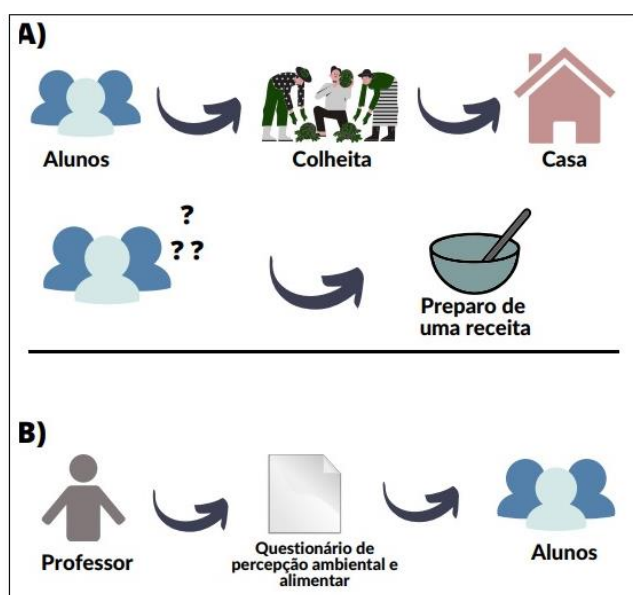 A)
Alunos
Colheita
Casa
?
? ?
Preparo de
uma receita
B)
Professor
Questionário de
percepção ambiental e
alimentar
Alunos